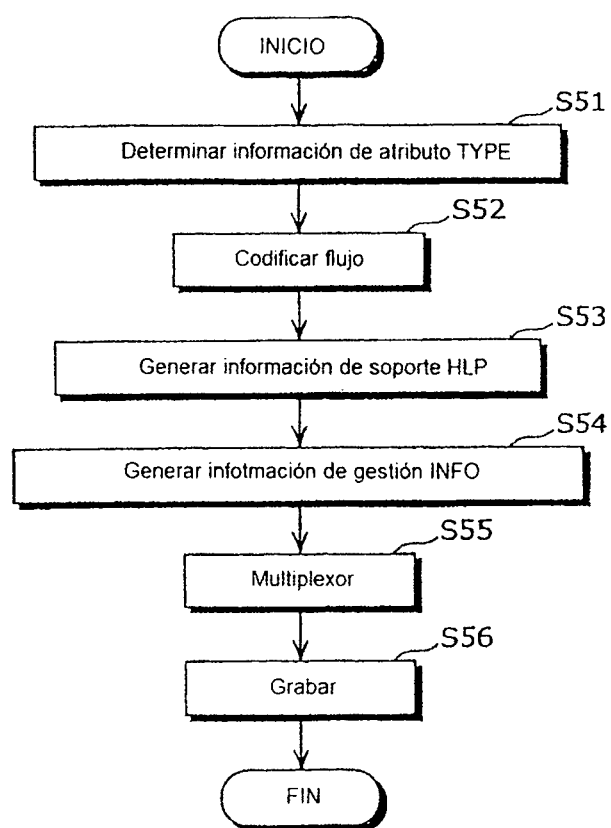 INICIO
S51
Determinar información de atributo TYPE
S52
Codificar flujo
S53
Generar información de soporte HLP
S54
Generar infotmación de gestión INFO
S55
Multiplexor
S56
Grabar
FIN